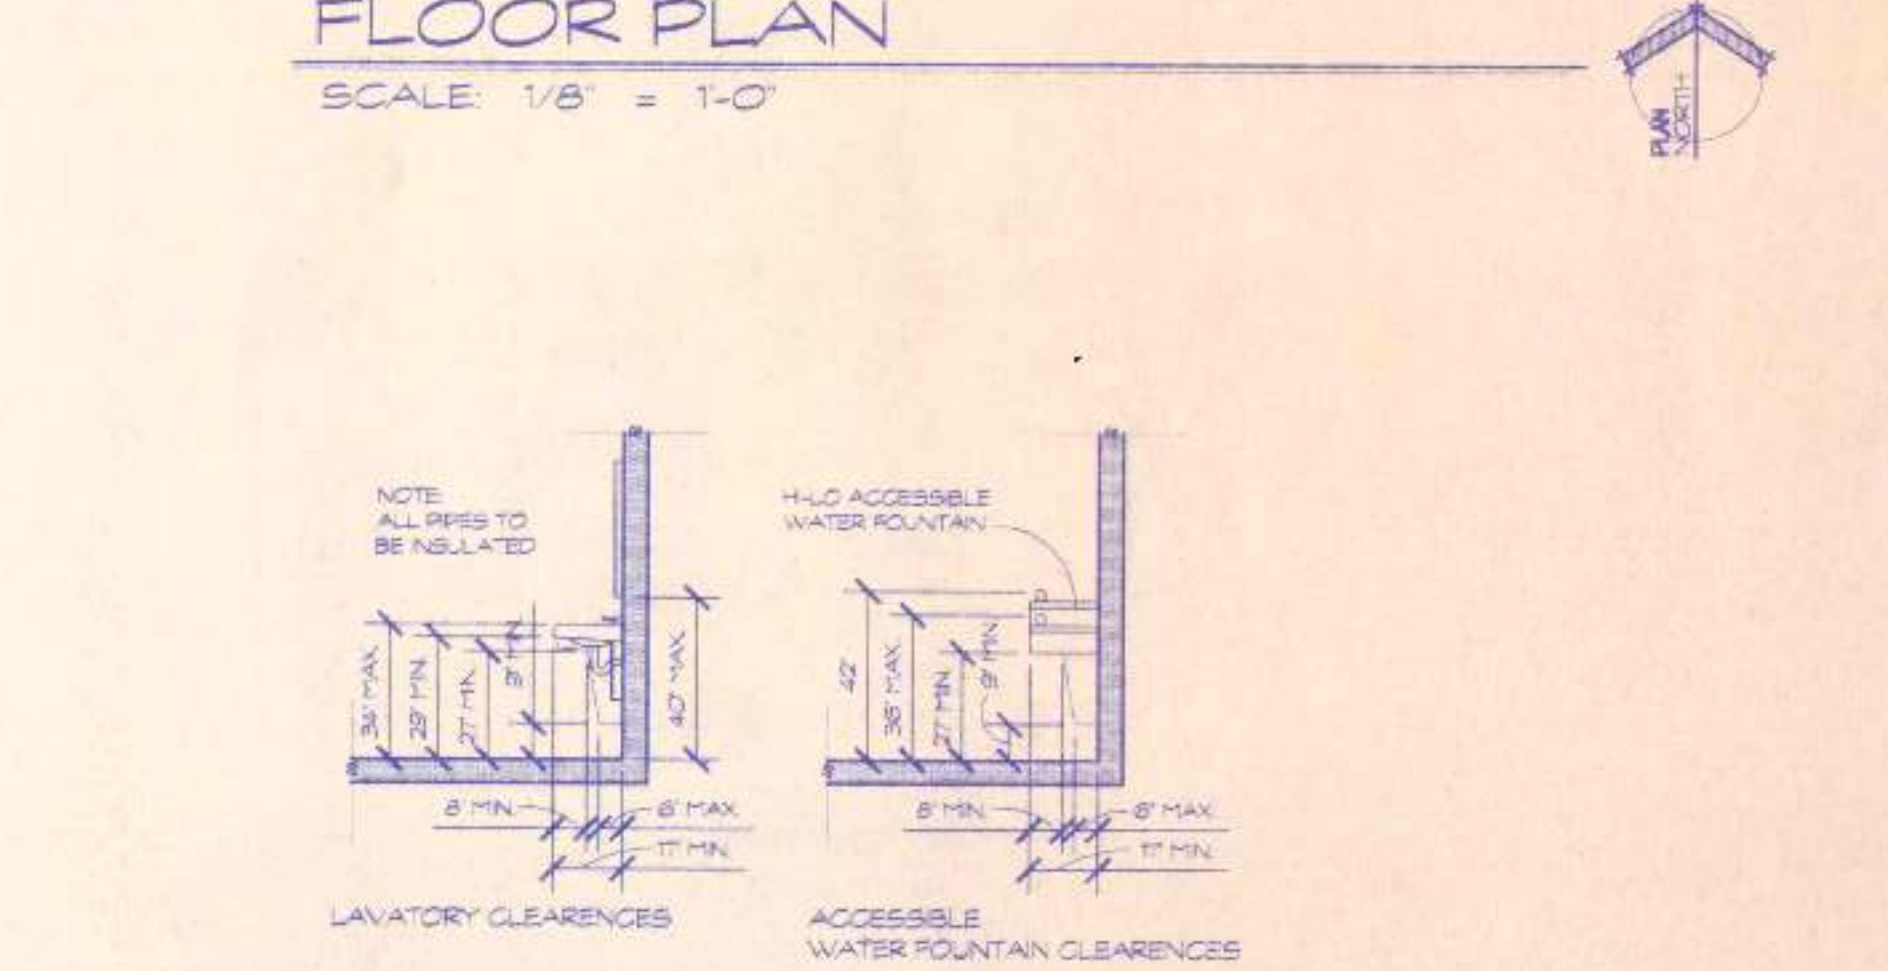 FLOOR PLAN
SCALE: 1/8" = 1'-0"
PLAN
NORTH
NOTE
ALL PIPES TO
BE INSULATED
34" MAX
29" MIN
27" MIN
9" MIN
40" MAX
8" MIN
6" MAX
17" MIN
LAVATORY CLEARENCES
HI-LO ACCESSIBLE
WATER FOUNTAIN
42"
36" MAX
27" MIN
9" MIN
8" MIN
6" MAX
17" MIN
ACCESSIBLE
WATER FOUNTAIN CLEARENCES